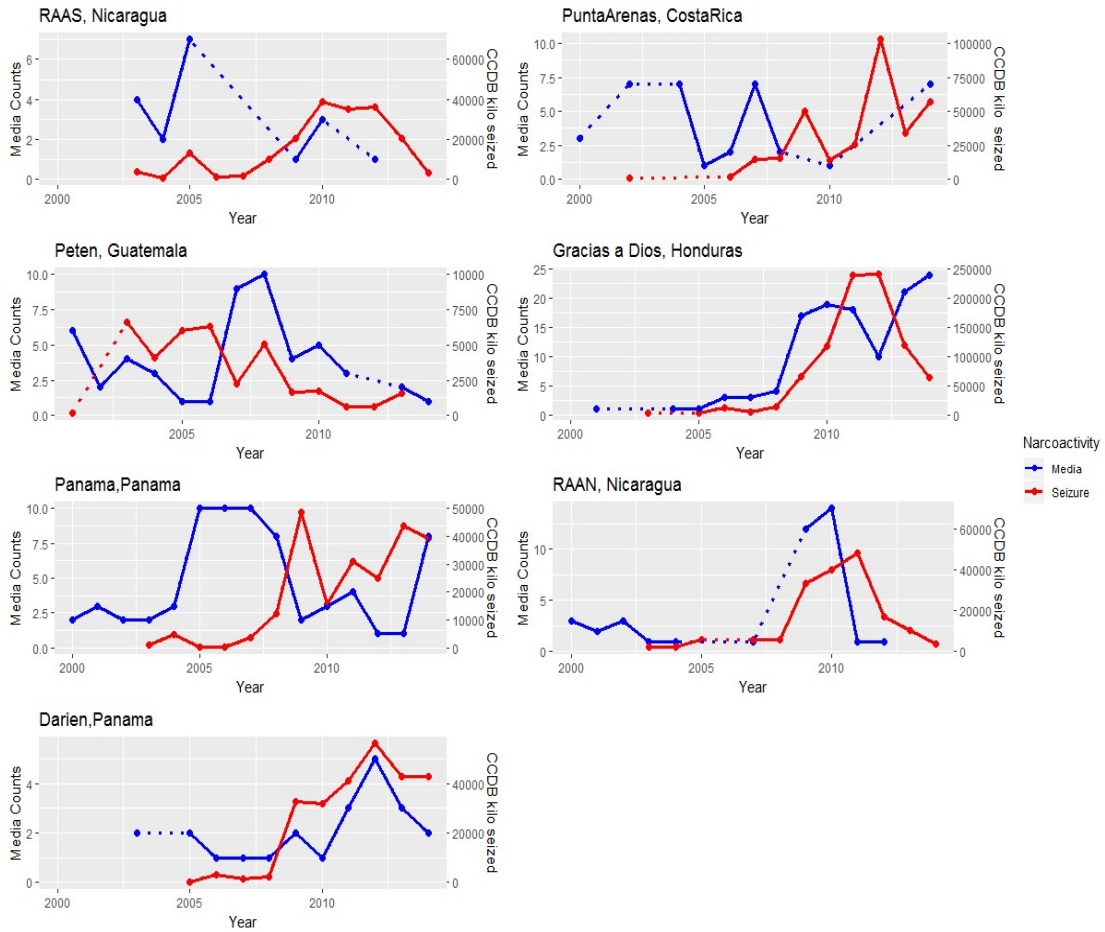 RAAS, Nicaragua
Media Counts
6
4
2
0
60000
40000
20000
0
CCDB kilo seized
2000 2005 2010
Year
PuntaArenas, CostaRica
Media Counts
10.0
7.5
5.0
2.5
0.0
100000
75000
50000
25000
0
CCDB kilo seized
2000 2005 2010
Year
Peten, Guatemala
Media Counts
10.0
7.5
5.0
2.5
0.0
10000
7500
5000
2500
0
CCDB kilo seized
2005 2010
Year
Gracias a Dios, Honduras
Media Counts
25
20
15
10
5
0
250000
200000
150000
100000
50000
0
CCDB kilo seized
2000 2005 2010
Year
Panama,Panama
Media Counts
10.0
7.5
5.0
2.5
0.0
50000
40000
30000
20000
10000
0
CCDB kilo seized
2000 2005 2010
Year
RAAN, Nicaragua
Media Counts
10
5
0
60000
40000
20000
0
CCDB kilo seized
2000 2005 2010
Year
Darien,Panama
Media Counts
4
2
0
40000
20000
0
CCDB kilo seized
2000 2005 2010
Year
Narcoactivity
Media
Seizure